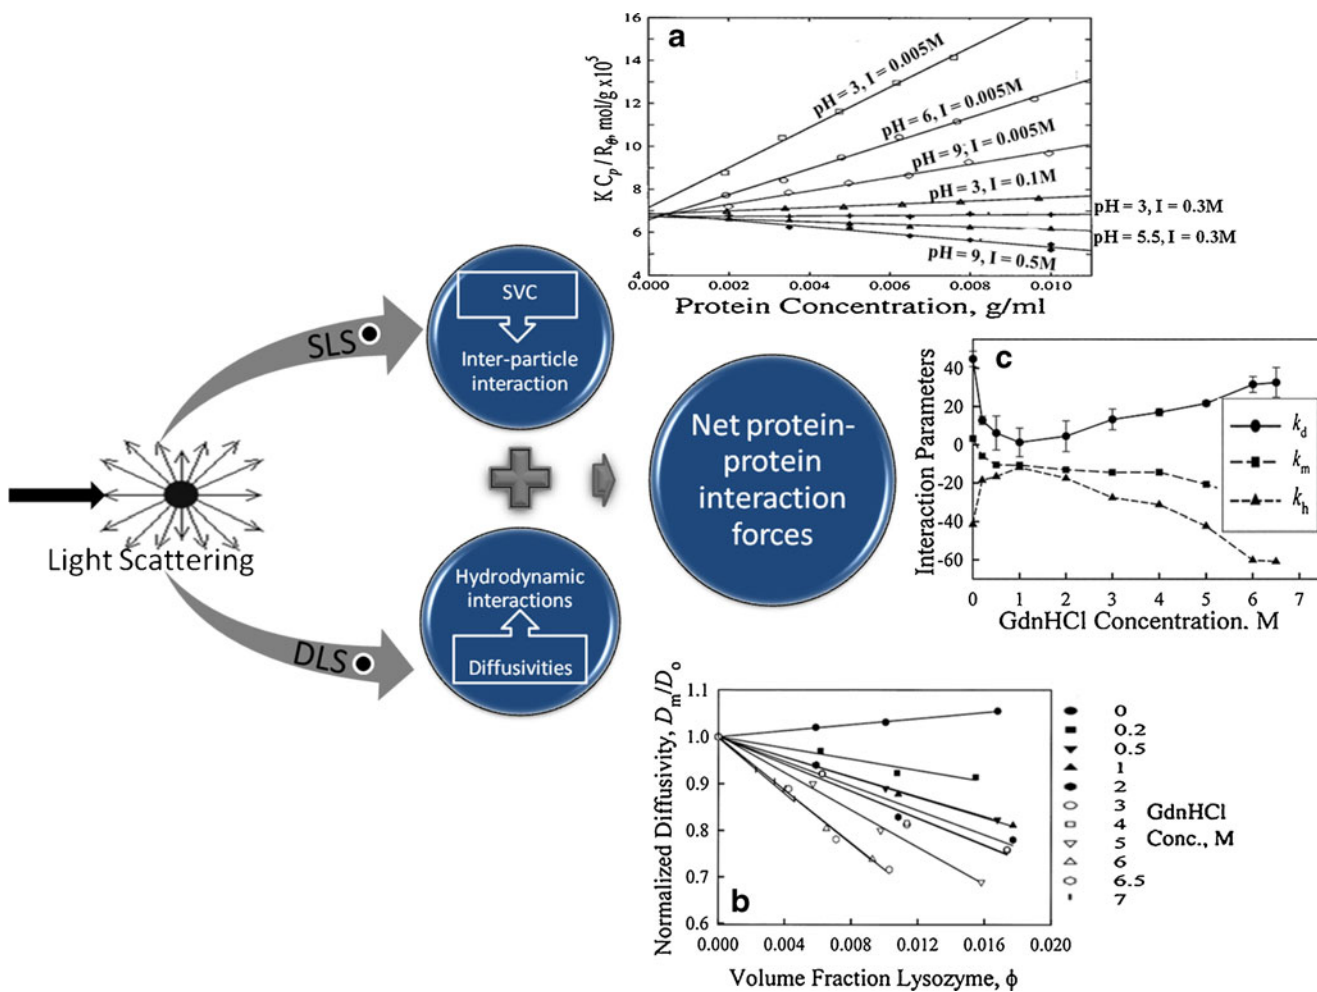 a
16
14
12
10
8
6
4
K C_p / R_θ, mol/g x10^5
pH = 3, I = 0.005M
pH = 6, I = 0.005M
pH = 9, I = 0.005M
pH = 3, I = 0.1M
pH = 3, I = 0.3M
pH = 5.5, I = 0.3M
pH = 9, I = 0.5M
0.000 0.002 0.004 0.006 0.008 0.010
Protein Concentration, g/ml
SLS
SVC
Inter-particle
interaction
Light Scattering
Net protein-
protein
interaction
forces
DLS
Hydrodynamic
interactions
Diffusivities
c
Interaction Parameters
40
20
0
-20
-40
-60
k_d
k_m
k_h
0 1 2 3 4 5 6 7
GdnHCl Concentration. M
b
Normalized Diffusivity, D_m/D_o
1.1
1.0
0.9
0.8
0.7
0.6
0.000 0.004 0.008 0.012 0.016 0.020
Volume Fraction Lysozyme, ϕ
0
0.2
0.5
1
2
3
4
5
6
6.5
7
GdnHCl
Conc., M